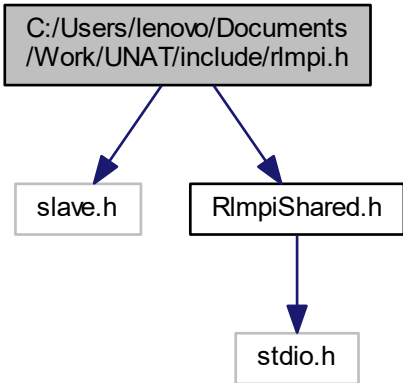 C:/Users/lenovo/Documents
/Work/UNAT/include/rlmpi.h
slave.h
RlmpiShared.h
stdio.h